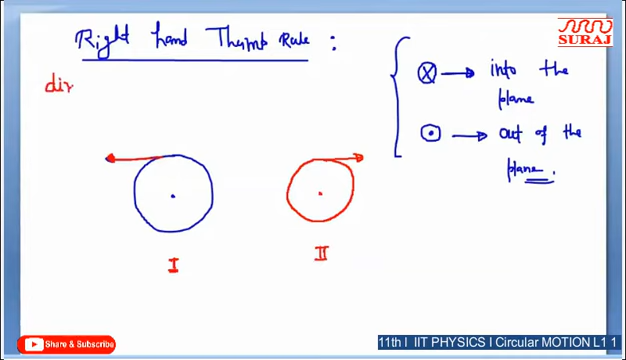 Right hand Thumb Rule :
SURAJ
dir
⊗ → into the
plane
⊙ → out of the
plane.
I
II
Share & Subscribe
11th I IIT PHYSICS I Circular MOTION L1 1